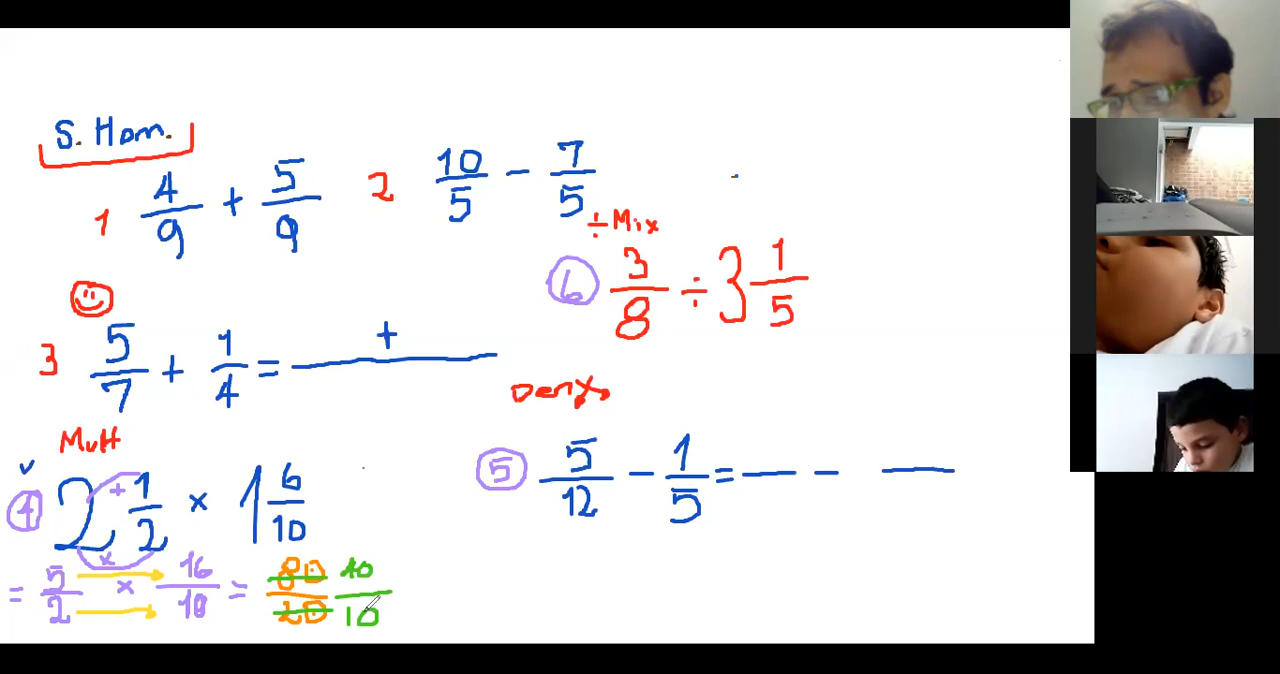 S. Hom.
1 4/9 + 5/9
2 10/5 - 7/5
÷ Mix
6 3/8 ÷ 3 1/5
3 5/7 + 1/4 = +
Mult
4 2 1/2 × 1 6/10
+
×
= 5/2 × 16/10 = 80/20 40/10
5 5/12 - 1/5 = -